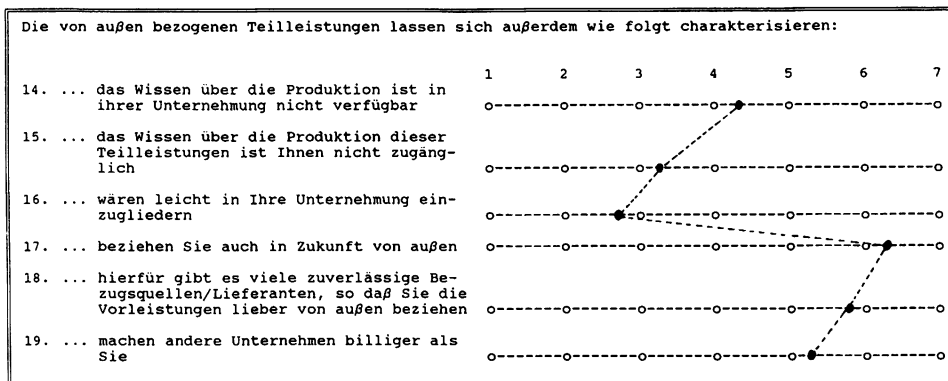 Die von außen bezogenen Teilleistungen lassen sich außerdem wie folgt charakterisieren:
1 2 3 4 5 6 7
14. ... das Wissen über die Produktion ist in
ihrer Unternehmung nicht verfügbar
15. ... das Wissen über die Produktion dieser
Teilleistungen ist Ihnen nicht zugäng-
lich
16. ... wären leicht in Ihre Unternehmung ein-
zugliedern
17. ... beziehen Sie auch in Zukunft von außen
18. ... hierfür gibt es viele zuverlässige Be-
zugsquellen/Lieferanten, so daß Sie die
Vorleistungen lieber von außen beziehen
19. ... machen andere Unternehmen billiger als
Sie